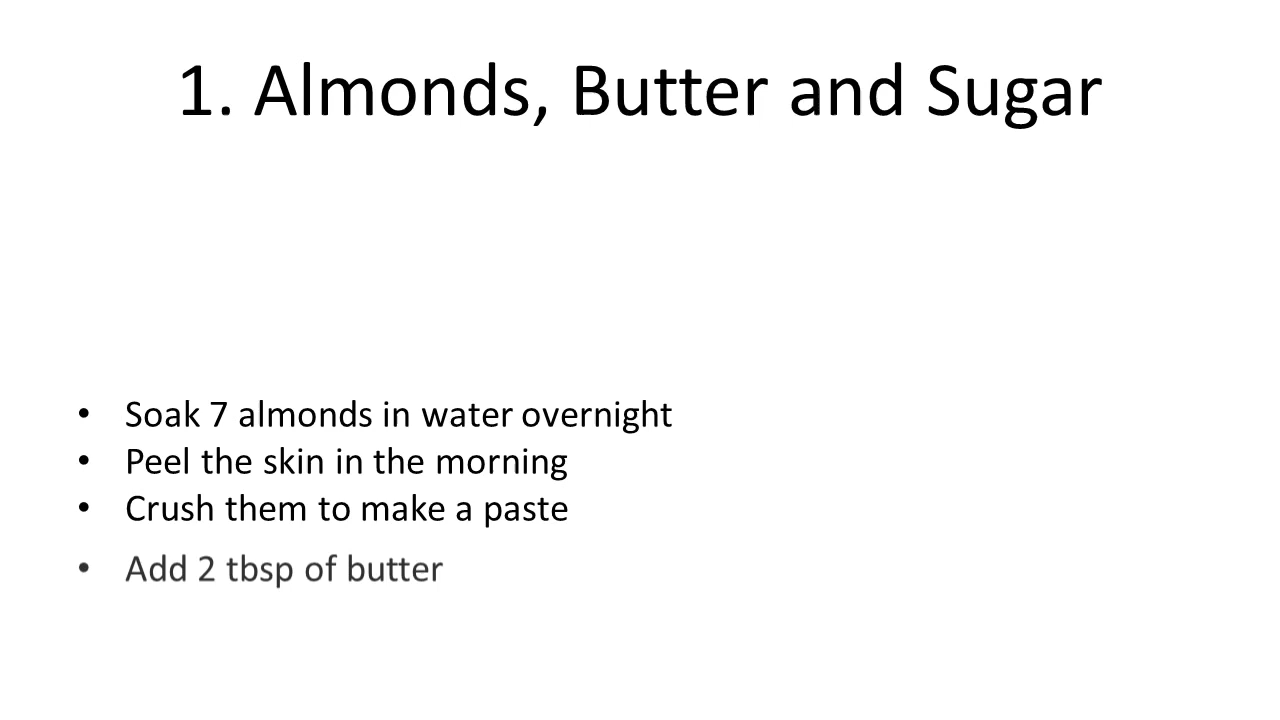 1. Almonds, Butter and Sugar
• Soak 7 almonds in water overnight
• Peel the skin in the morning
• Crush them to make a paste
• Add 2 tbsp of butter